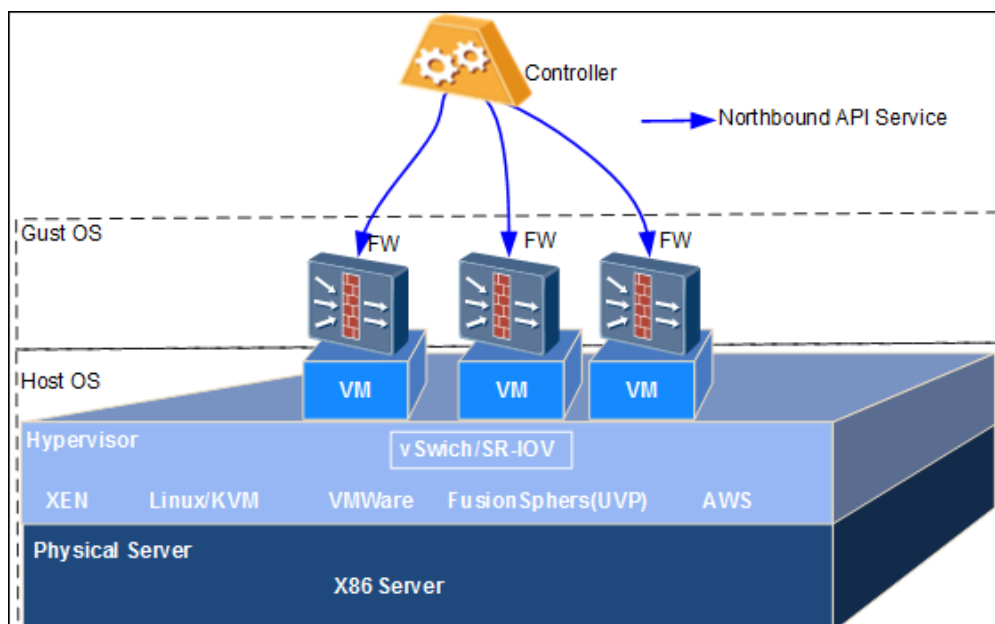 Controller
Northbound API Service
Gust OS
FW
FW
FW
Host OS
VM
VM
VM
Hypervisor
vSwich/SR-IOV
XEN
Linux/KVM
VMWare
FusionSphers(UVP)
AWS
Physical Server
X86 Server